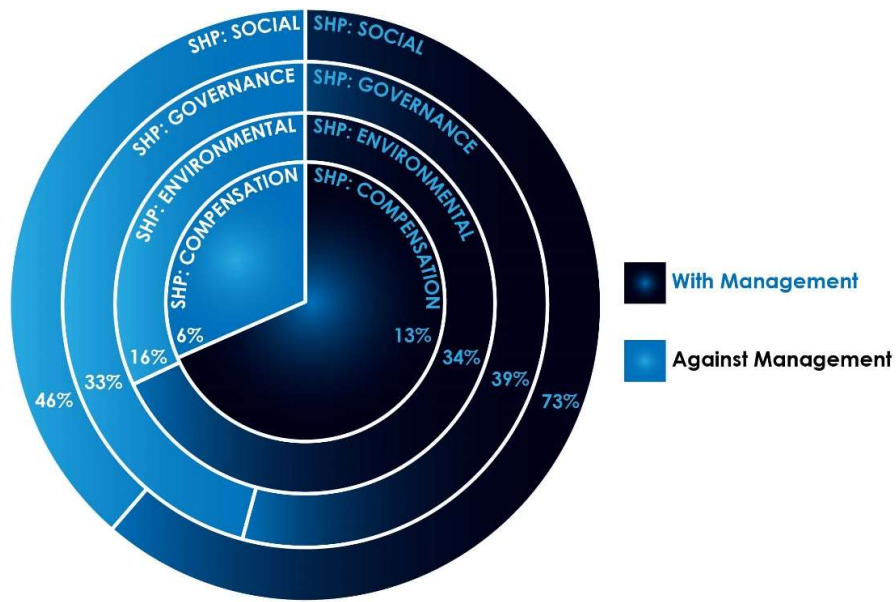 SHP: SOCIAL
SHP: SOCIAL
SHP: GOVERNANCE
SHP: GOVERNANCE
SHP: ENVIRONMENTAL
SHP: ENVIRONMENTAL
SHP: COMPENSATION
SHP: COMPENSATION
6%
13%
16%
34%
33%
39%
46%
73%
With Management
Against Management